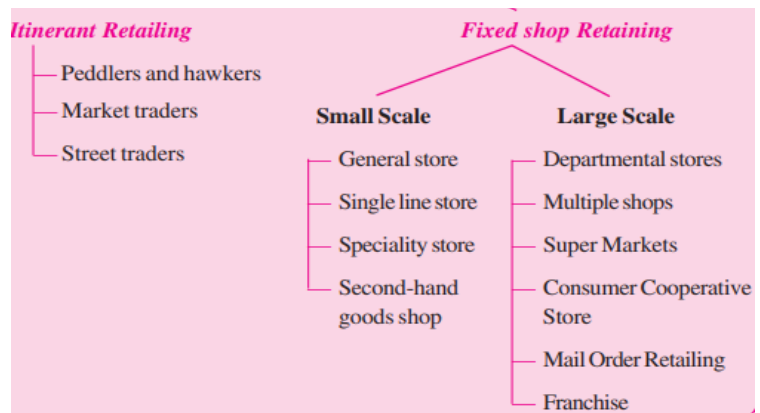 Itinerant Retailing
Peddlers and hawkers
Market traders
Street traders
Fixed shop Retaining
Small Scale
General store
Single line store
Speciality store
Second-hand
goods shop
Large Scale
Departmental stores
Multiple shops
Super Markets
Consumer Cooperative
Store
Mail Order Retailing
Franchise